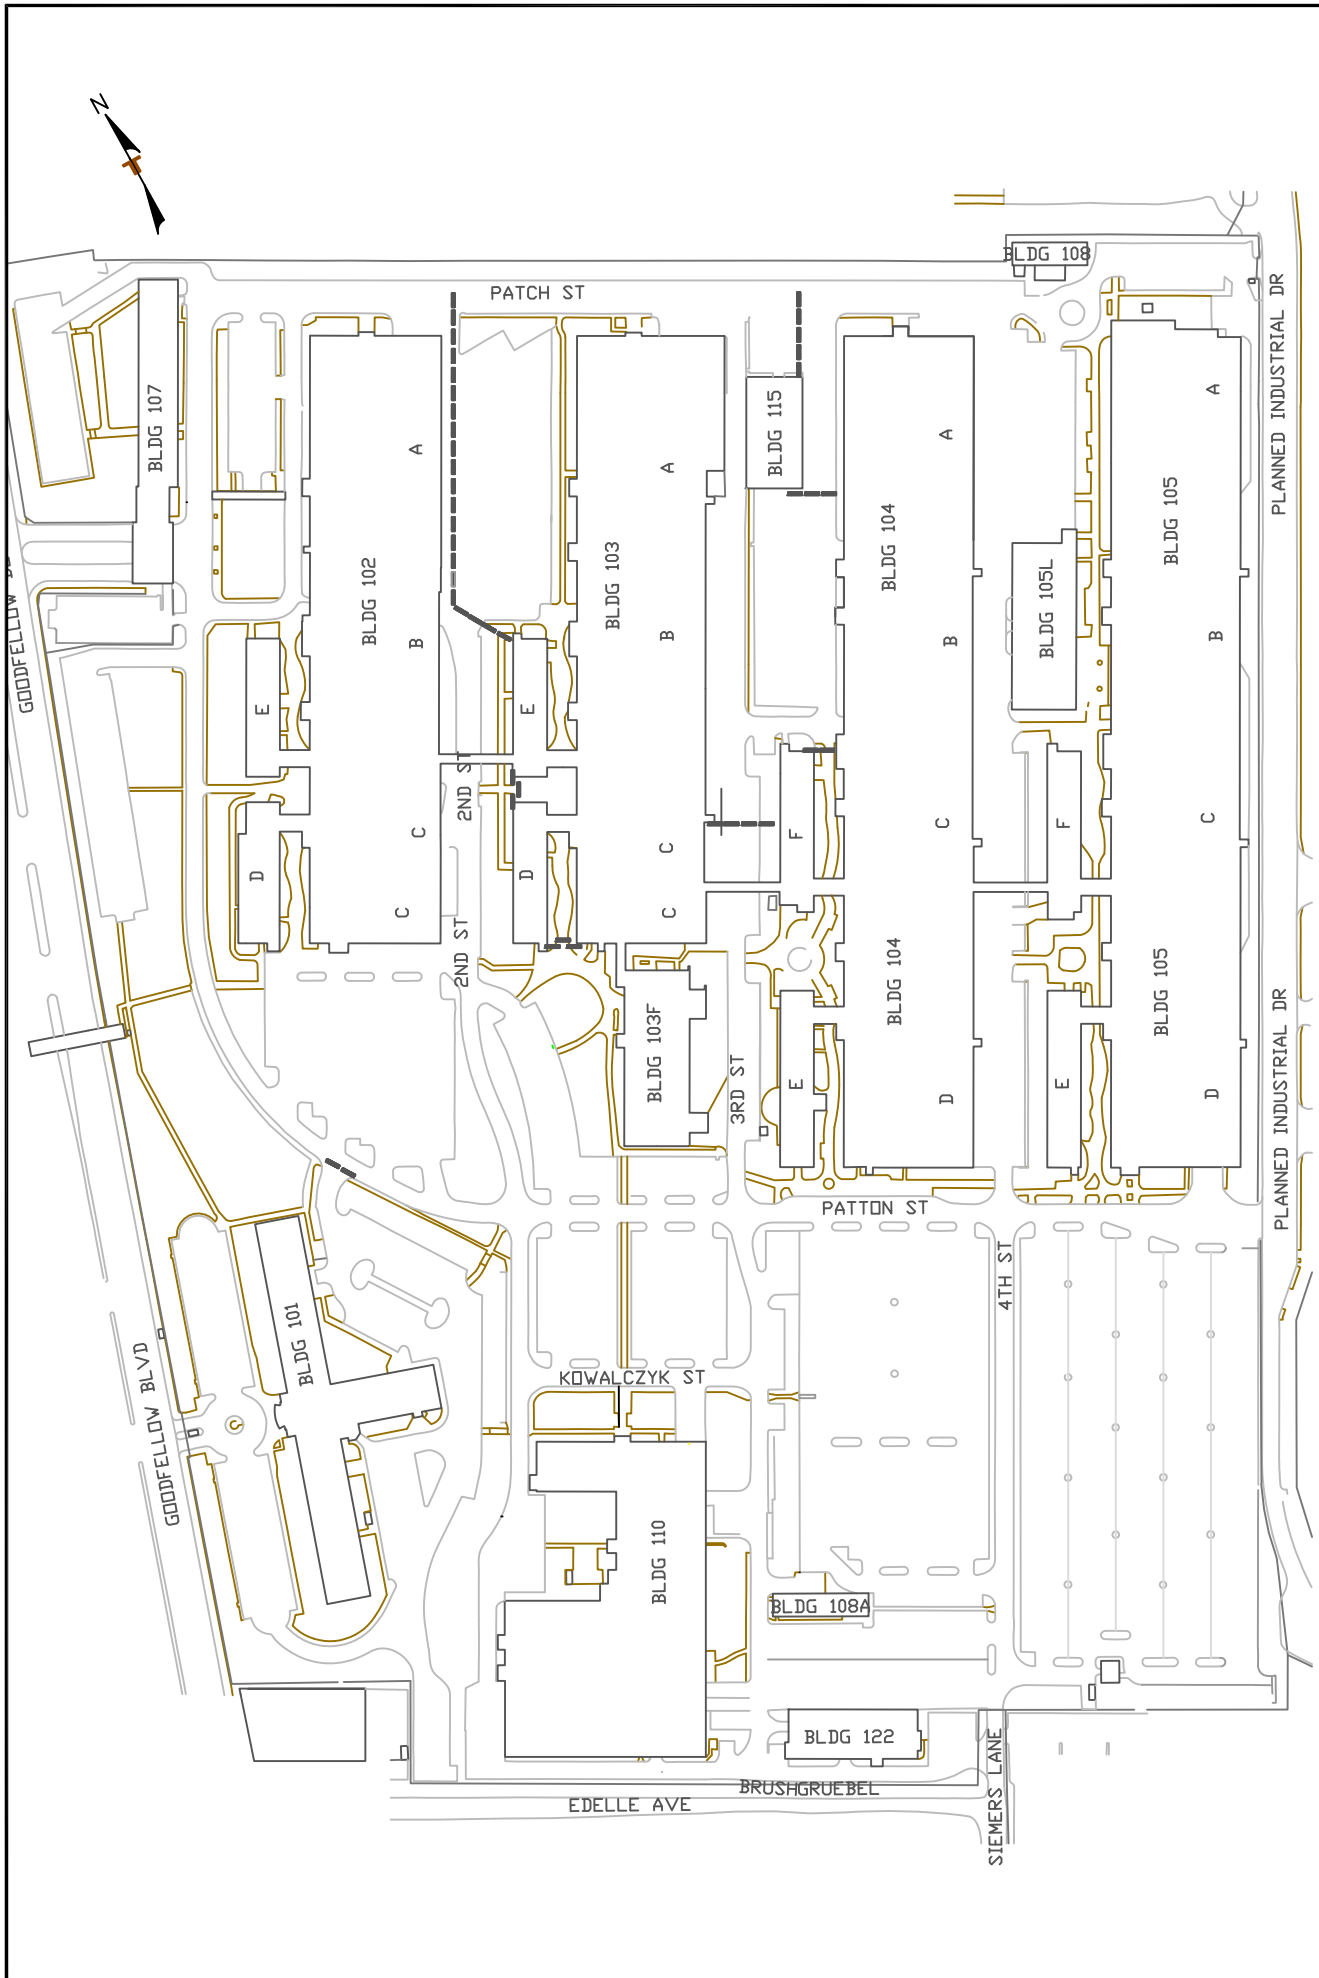 N
BLDG 108
PATCH ST
PLANNED INDUSTRIAL DR
BLDG 107
BLDG 115
A
A
A
A
BLDG 102
BLDG 103
BLDG 104
BLDG 105L
BLDG 105
GOODFELLOW
B
B
B
B
E
E
2ND ST
C
C
F
C
F
C
D
D
C
C
2ND ST
BLDG 103F
3RD ST
BLDG 104
BLDG 105
E
D
E
D
PLANNED INDUSTRIAL DR
PATTON ST
4TH ST
BLDG 101
GOODFELLOW BLVD
KOWALCZYK ST
BLDG 110
BLDG 108A
BLDG 122
SIEMERS LANE
BRUSHGRUEBEL
EDELLE AVE